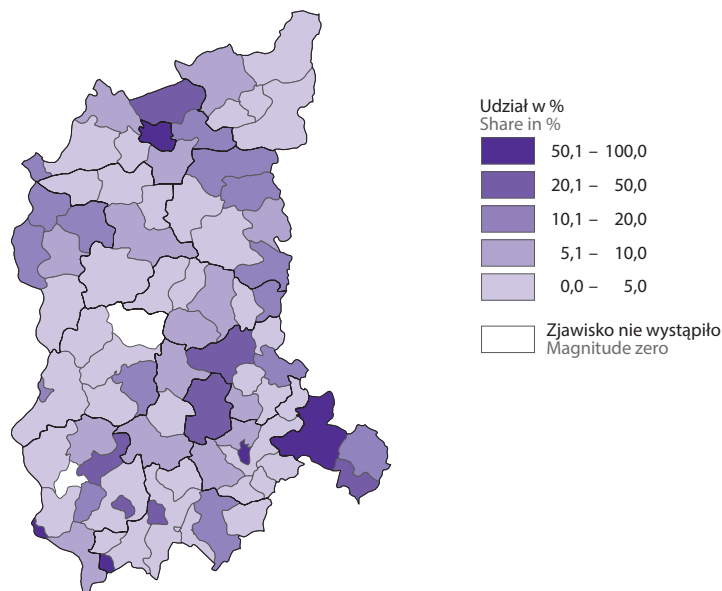 Udział w %
Share in %
50,1 – 100,0
20,1 – 50,0
10,1 – 20,0
5,1 – 10,0
0,0 – 5,0
Zjawisko nie wystąpiło
Magnitude zero